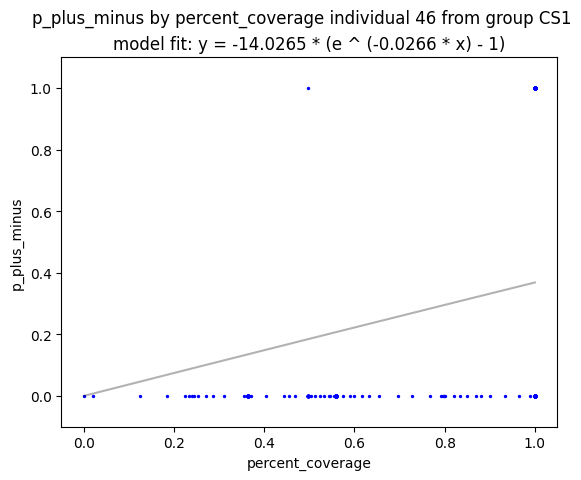 p_plus_minus by percent_coverage individual 46 from group CS1
model fit: y = -14.0265 * (e ^ (-0.0266 * x) - 1)
1.0
0.8
0.6
0.4
0.2
0.0
p_plus_minus
0.0 0.2 0.4 0.6 0.8 1.0
percent_coverage